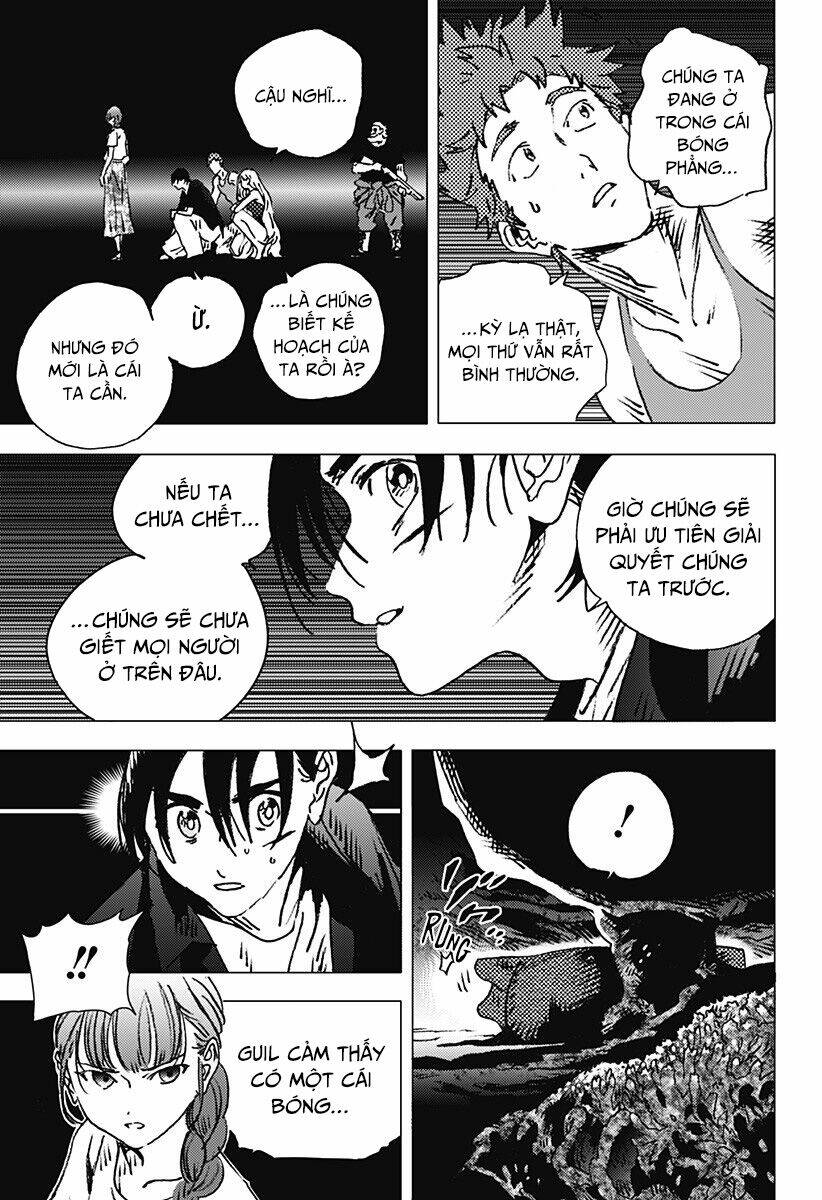 CHÚNG TA
ĐANG Ở
TRONG CÁI
BÓNG
PHẲNG...
...KỲ LẠ THẬT,
MỌI THỨ VẪN RẤT
BÌNH THƯỜNG.
CẬU NGHĨ...
...LÀ CHÚNG
BIẾT KẾ
HOẠCH CỦA
TA RỒI À?
Ừ.
NHƯNG ĐÓ
MỚI LÀ CÁI
TA CẦN.
GIỜ CHÚNG SẼ
PHẢI ƯU TIÊN GIẢI
QUYẾT CHÚNG
TA TRƯỚC.
NẾU TA
CHƯA CHẾT...
...CHÚNG SẼ CHƯA
GIẾT MỌI NGƯỜI
Ở TRÊN ĐÂU.
!
RUNG
!!
GUIL CẢM THẤY
CÓ MỘT CÁI
BÓNG...